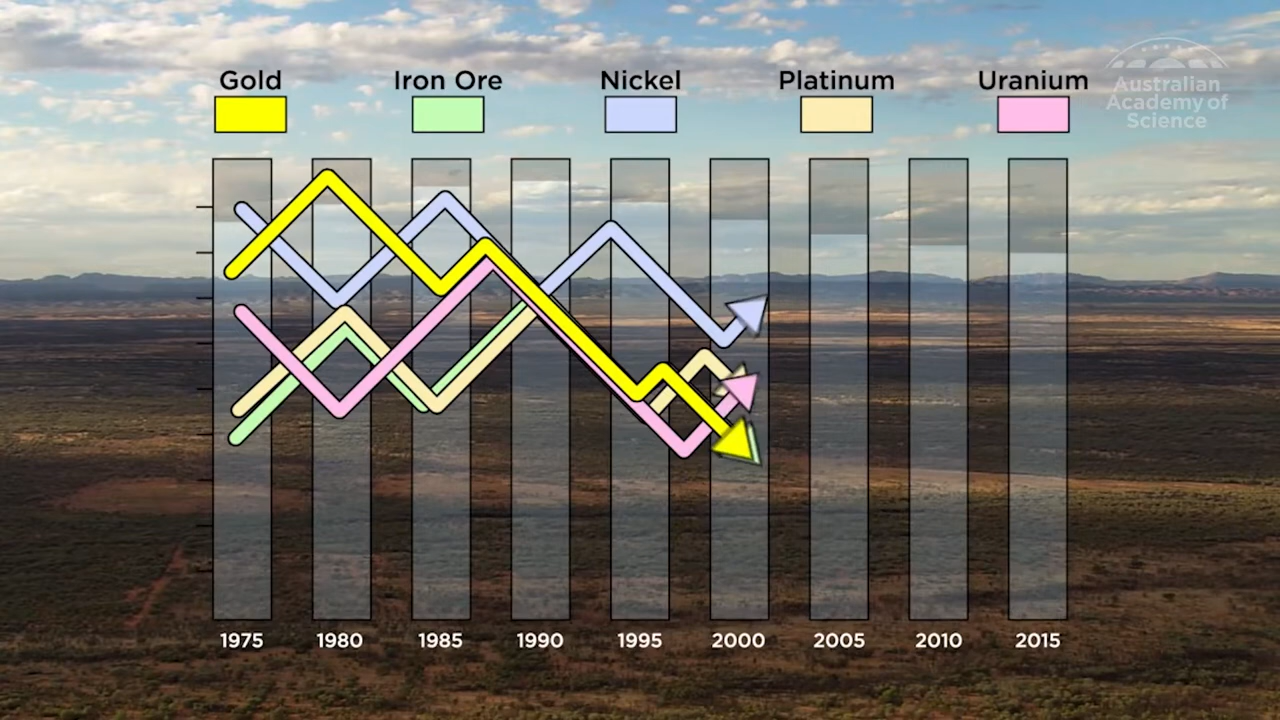 Gold
Iron Ore
Nickel
Platinum
Uranium
Australian
Academy of
Science
1975
1980
1985
1990
1995
2000
2005
2010
2015